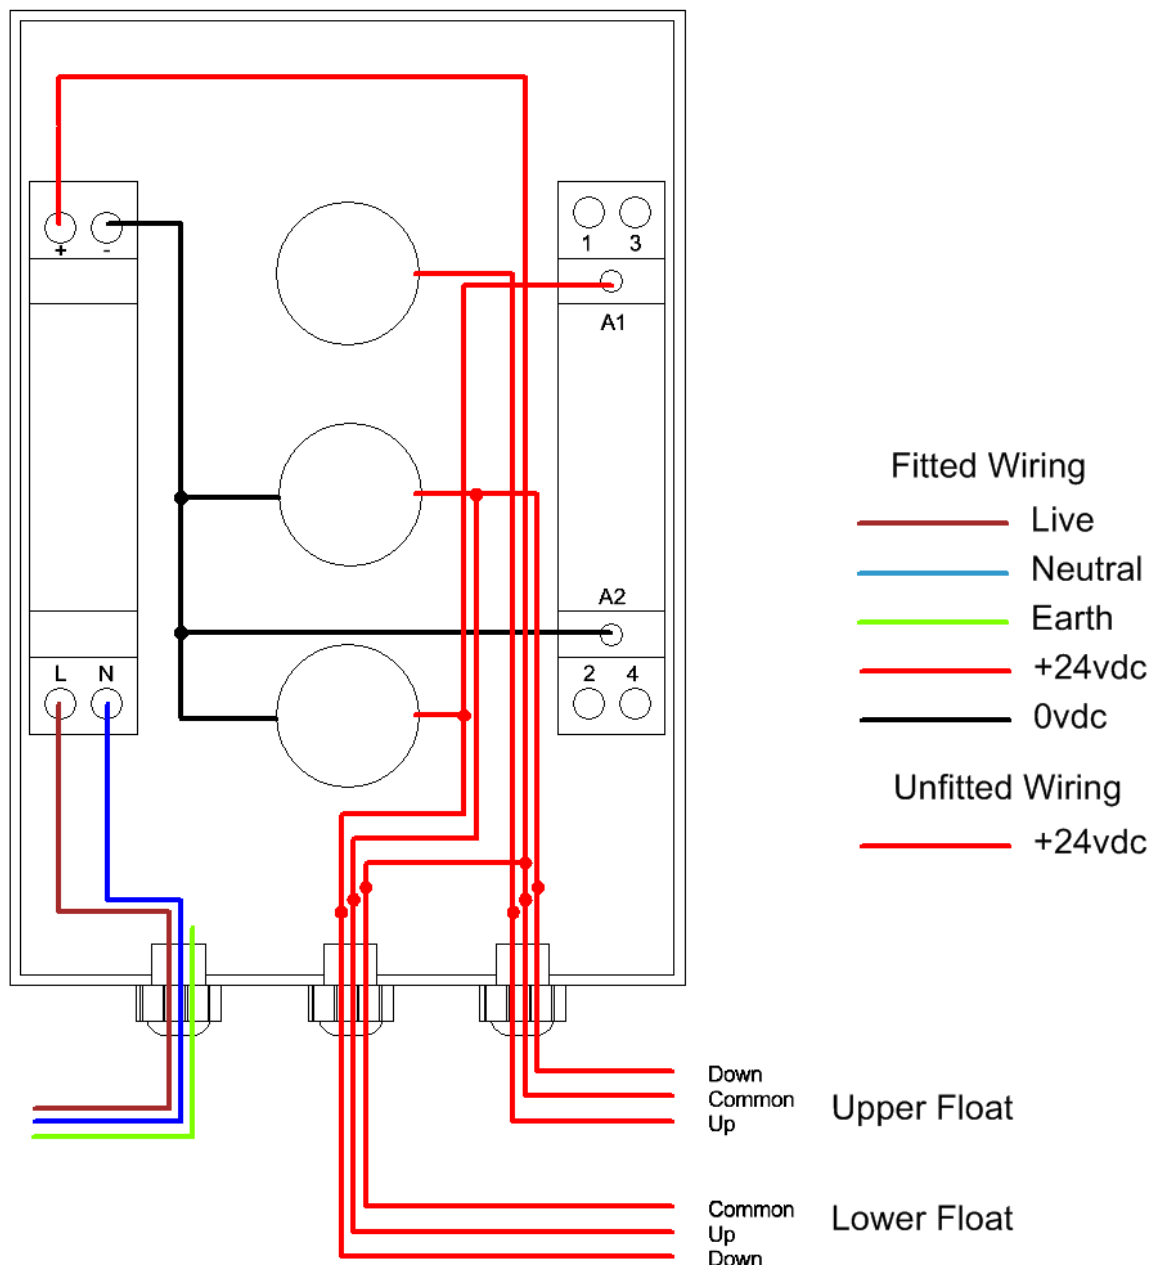 + -
1 3
A1
A2
L N
2 4
Fitted Wiring
Live
Neutral
Earth
+24vdc
0vdc
Unfitted Wiring
+24vdc
Down
Common
Up
Upper Float
Common
Up
Down
Lower Float